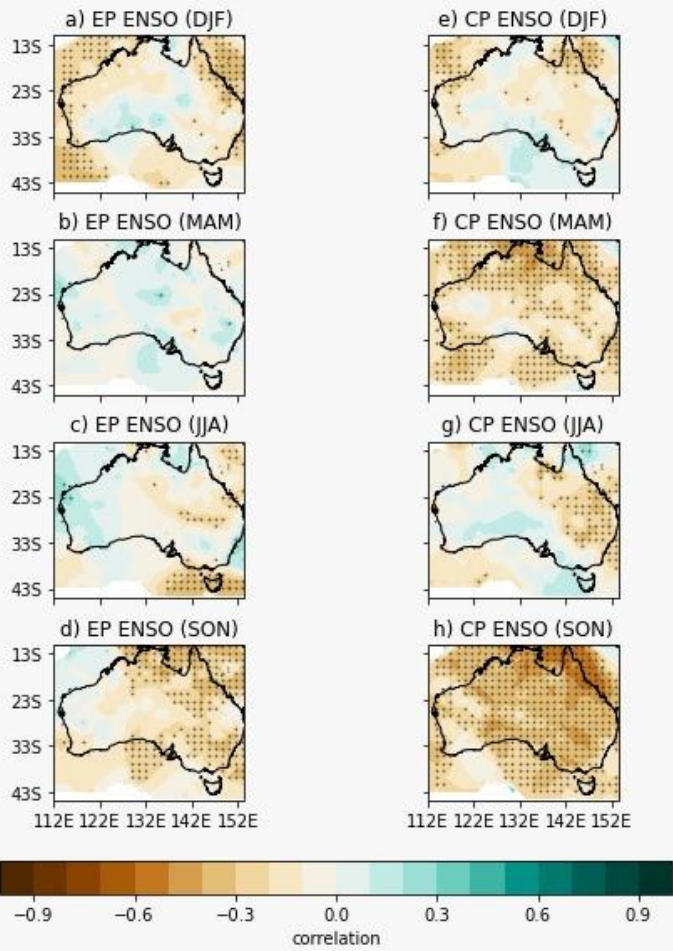 a) EP ENSO (DJF)
e) CP ENSO (DJF)
13S
23S
33S
43S
13S
23S
33S
43S
b) EP ENSO (MAM)
f) CP ENSO (MAM)
13S
23S
33S
43S
13S
23S
33S
43S
c) EP ENSO (JJA)
g) CP ENSO (JJA)
13S
23S
33S
43S
13S
23S
33S
43S
d) EP ENSO (SON)
h) CP ENSO (SON)
13S
23S
33S
43S
13S
23S
33S
43S
112E 122E 132E 142E 152E
112E 122E 132E 142E 152E
−0.9 −0.6 −0.3 0.0 0.3 0.6 0.9
correlation